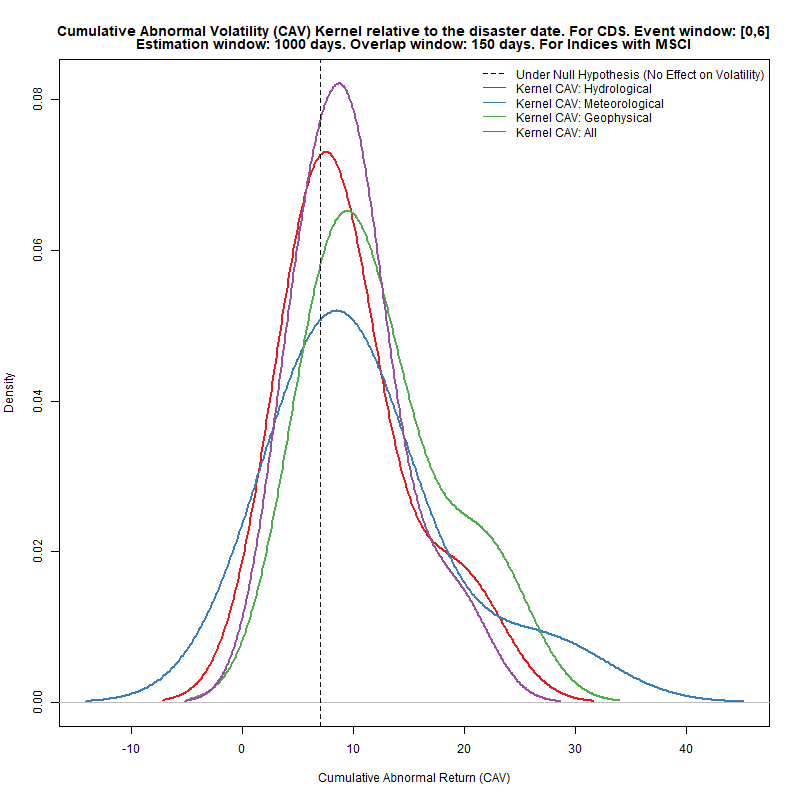 Cumulative Abnormal Volatility (CAV) Kernel relative to the disaster date. For CDS. Event window: [0,6]
Estimation window: 1000 days. Overlap window: 150 days. For Indices with MSCI
Under Null Hypothesis (No Effect on Volatility)
Kernel CAV: Hydrological
Kernel CAV: Meteorological
Kernel CAV: Geophysical
Kernel CAV: All
Density
0.08
0.06
0.04
0.02
0.00
-10 0 10 20 30 40
Cumulative Abnormal Return (CAV)